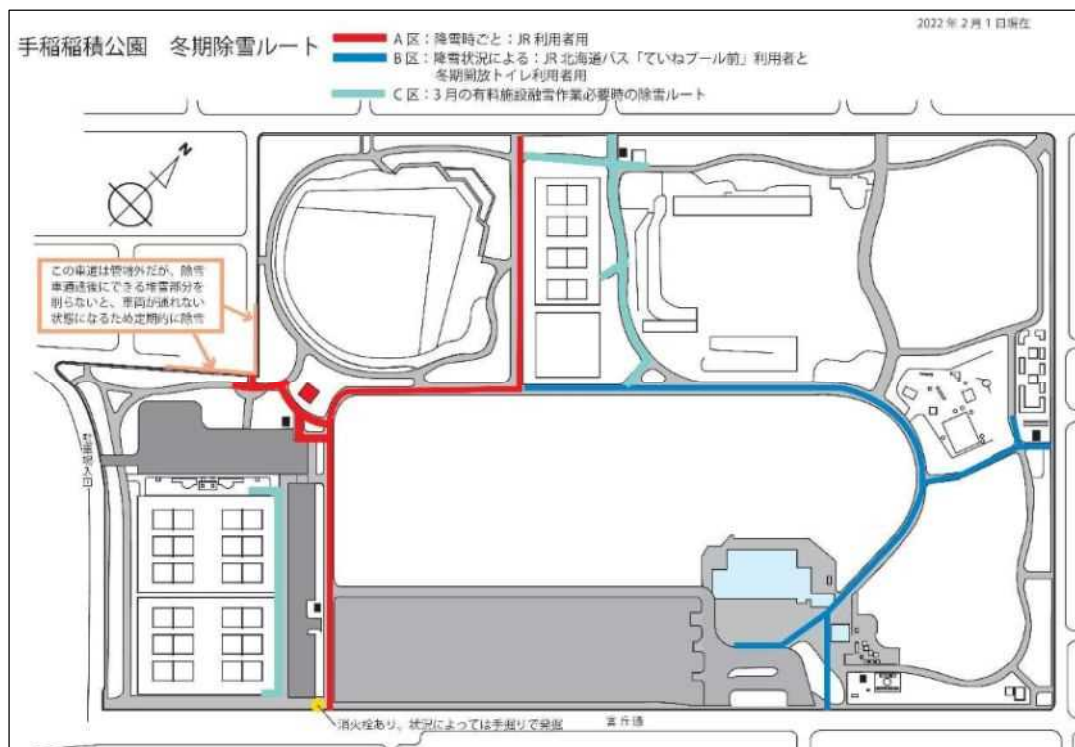 2022年2月1日現在
手稲稲積公園　冬期除雪ルート
A区：降雪時ごと：JR利用者用
B区：降雪状況による：JR北海道バス「ていねプール前」利用者と
冬期開放トイレ利用者用
C区：3月の有料施設融雪作業必要時の除雪ルート
N
この車道は管理外だが、除雪
車通過後にできる堆雪部分を
削らないと、車両が通れない
状態になるため定期的に除雪
消火栓あり、状況によっては手掘りで発掘
富丘通